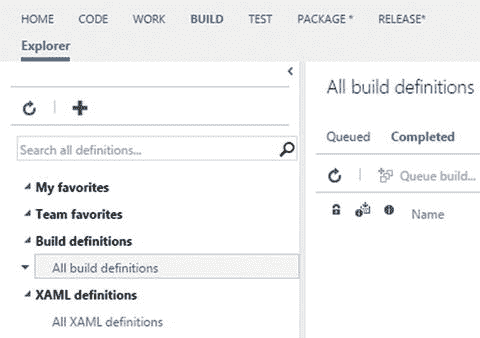 HOME CODE WORK BUILD TEST PACKAGE * RELEASE*
Explorer
Search all definitions...
My favorites
Team favorites
Build definitions
All build definitions
XAML definitions
All XAML definitions
All build definitions
Queued Completed
Queue build...
Name